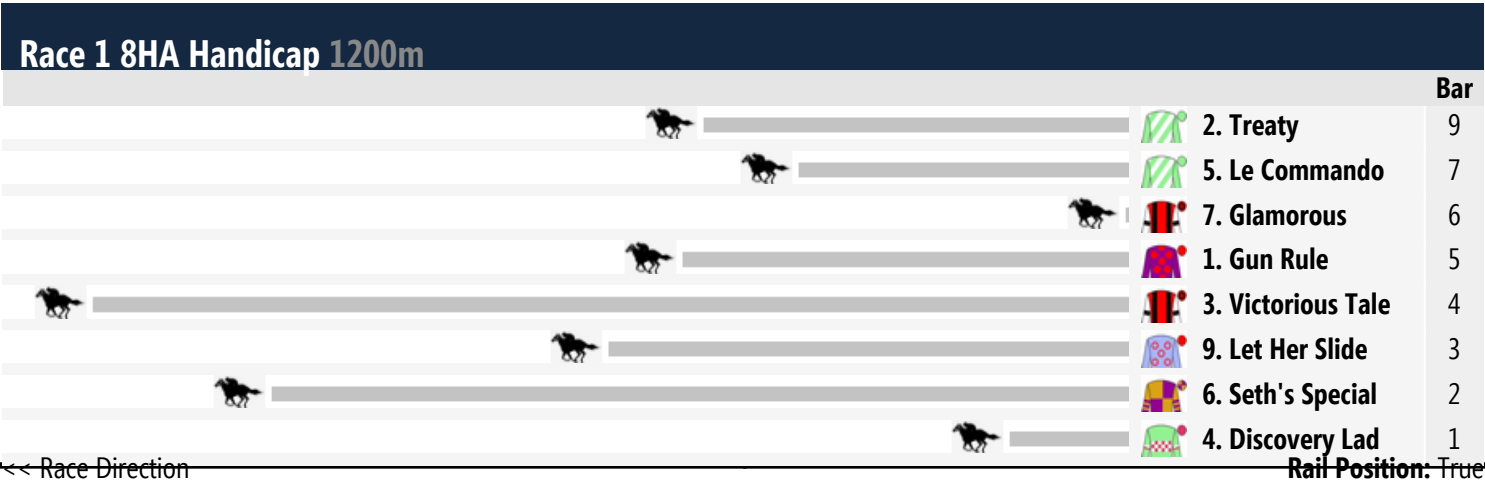 Race 1 8HA Handicap 1200m
Bar
2. Treaty 9
5. Le Commando 7
7. Glamorous 6
1. Gun Rule 5
3. Victorious Tale 4
9. Let Her Slide 3
6. Seth's Special 2
4. Discovery Lad 1
<< Race Direction Rail Position: True